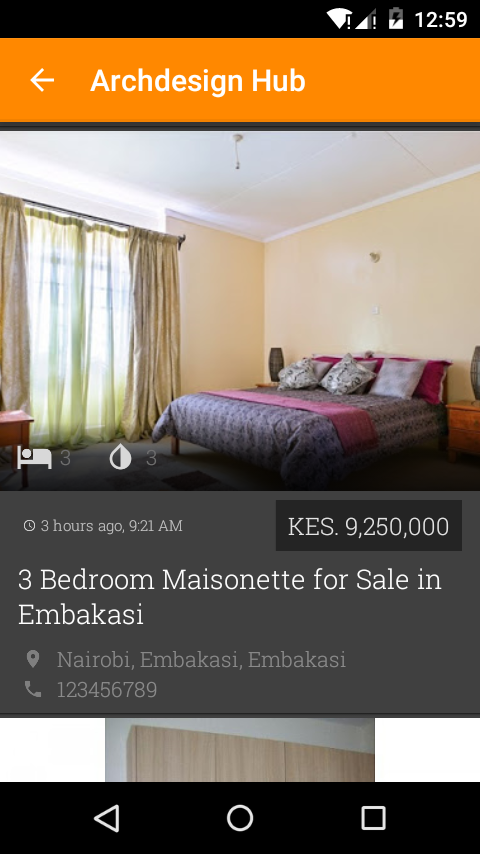 12:59
Archdesign Hub
3 3
3 hours ago, 9:21 AM
KES. 9,250,000
3 Bedroom Maisonette for Sale in
Embakasi
Nairobi, Embakasi, Embakasi
123456789